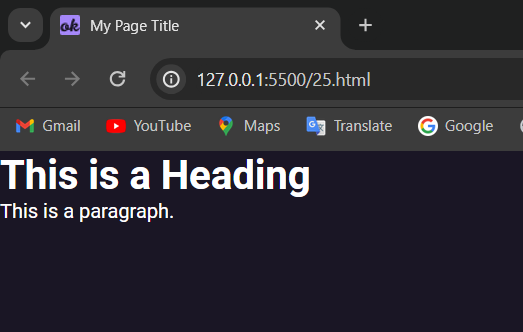 ok My Page Title
127.0.0.1:5500/25.html
Gmail YouTube Maps Translate Google
This is a Heading
This is a paragraph.